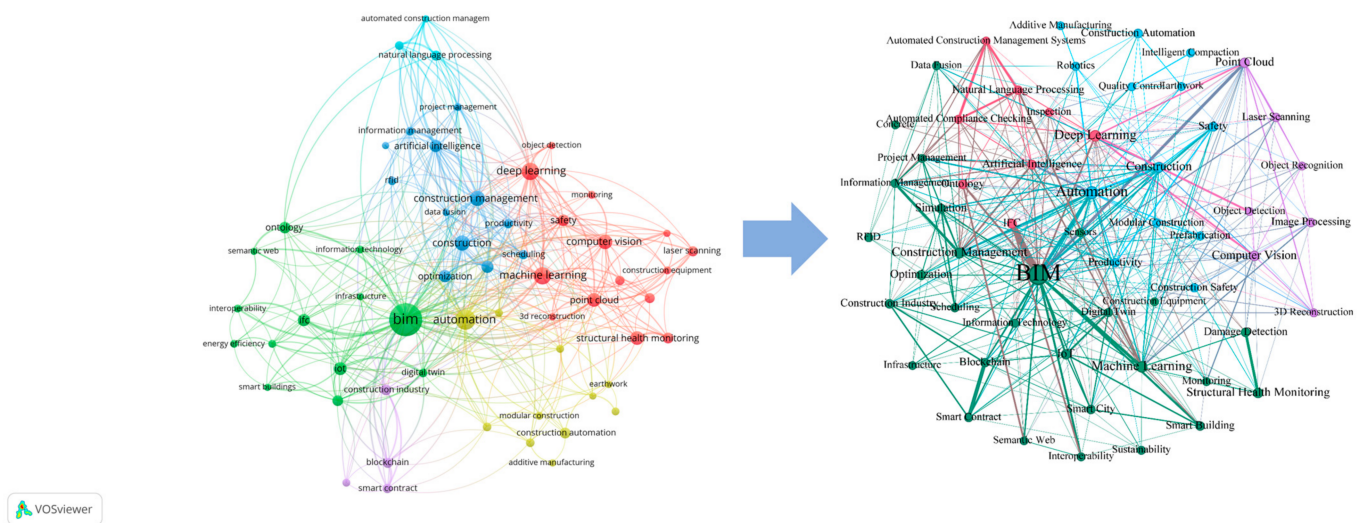 automated construction managem
natural language processing
project management
information management
artificial intelligence
object detection
deep learning
rfid
monitoring
construction management
data fusion
safety
productivity
ontology
computer vision
construction
semantic web
information technology
scheduling
laser scanning
optimization
machine learning
construction equipment
infrastructure
point cloud
interoperability
ifc
bim
automation
3d reconstruction
energy efficiency
structural health monitoring
iot
digital twin
smart buildings
construction industry
earthwork
modular construction
construction automation
blockchain
additive manufacturing
smart contract
VOSviewer
Additive Manufacturing
Automated Construction Management Systems
Construction Automation
Intelligent Compaction
Data Fusion
Robotics
Point Cloud
Natural Language Processing
Quality Control
Earthwork
Inspection
Automated Compliance Checking
Laser Scanning
Concrete
Deep Learning
Safety
Project Management
Artificial Intelligence
Construction
Object Recognition
Information Management
Ontology
Automation
Simulation
Object Detection
IFC
Modular Construction
Image Processing
RFID
Sensors
Prefabrication
Construction Management
Computer Vision
BIM
Productivity
Optimization
Construction Safety
Construction Industry
Scheduling
Construction Equipment
Digital Twin
3D Reconstruction
Information Technology
Damage Detection
IoT
Infrastructure
Blockchain
Machine Learning
Monitoring
Structural Health Monitoring
Smart Contract
Smart City
Smart Building
Semantic Web
Interoperability
Sustainability